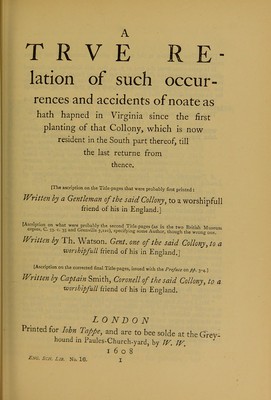 A
TRVE RE-
lation of such occur-
rences and accidents of noate as
hath hapned in Virginia since the first
planting of that Collony, which is now
resident in the South part thereof, till
the last returne from
thence.
[The ascription on the Title-pages that were probably first printed:
Written by a Gentleman of the said Collony, to a worshipfull
friend of his in England.]
[Ascription on what were probably the second Title-pages (as in the two British Museum
copies, C. 33. c. and Grenville), specifying some Author, though the wrong one.
Written by Th. Watson. Gent. one of the said Collony, to a
worshipfull friend of his in England.]
[Ascription on the corrected final Title-pages, issued with the Preface on pp.
Written by Captain Smith, Coronell of the said Collony, to a
worshipfull friend of his in England.
LONDON
Printed for Iohn Tappe, and are to bee solde at the Grey-
hound in Paules-Church-yard, by W. W.
1608
Eng. Sch. Lib. No. 16. 1